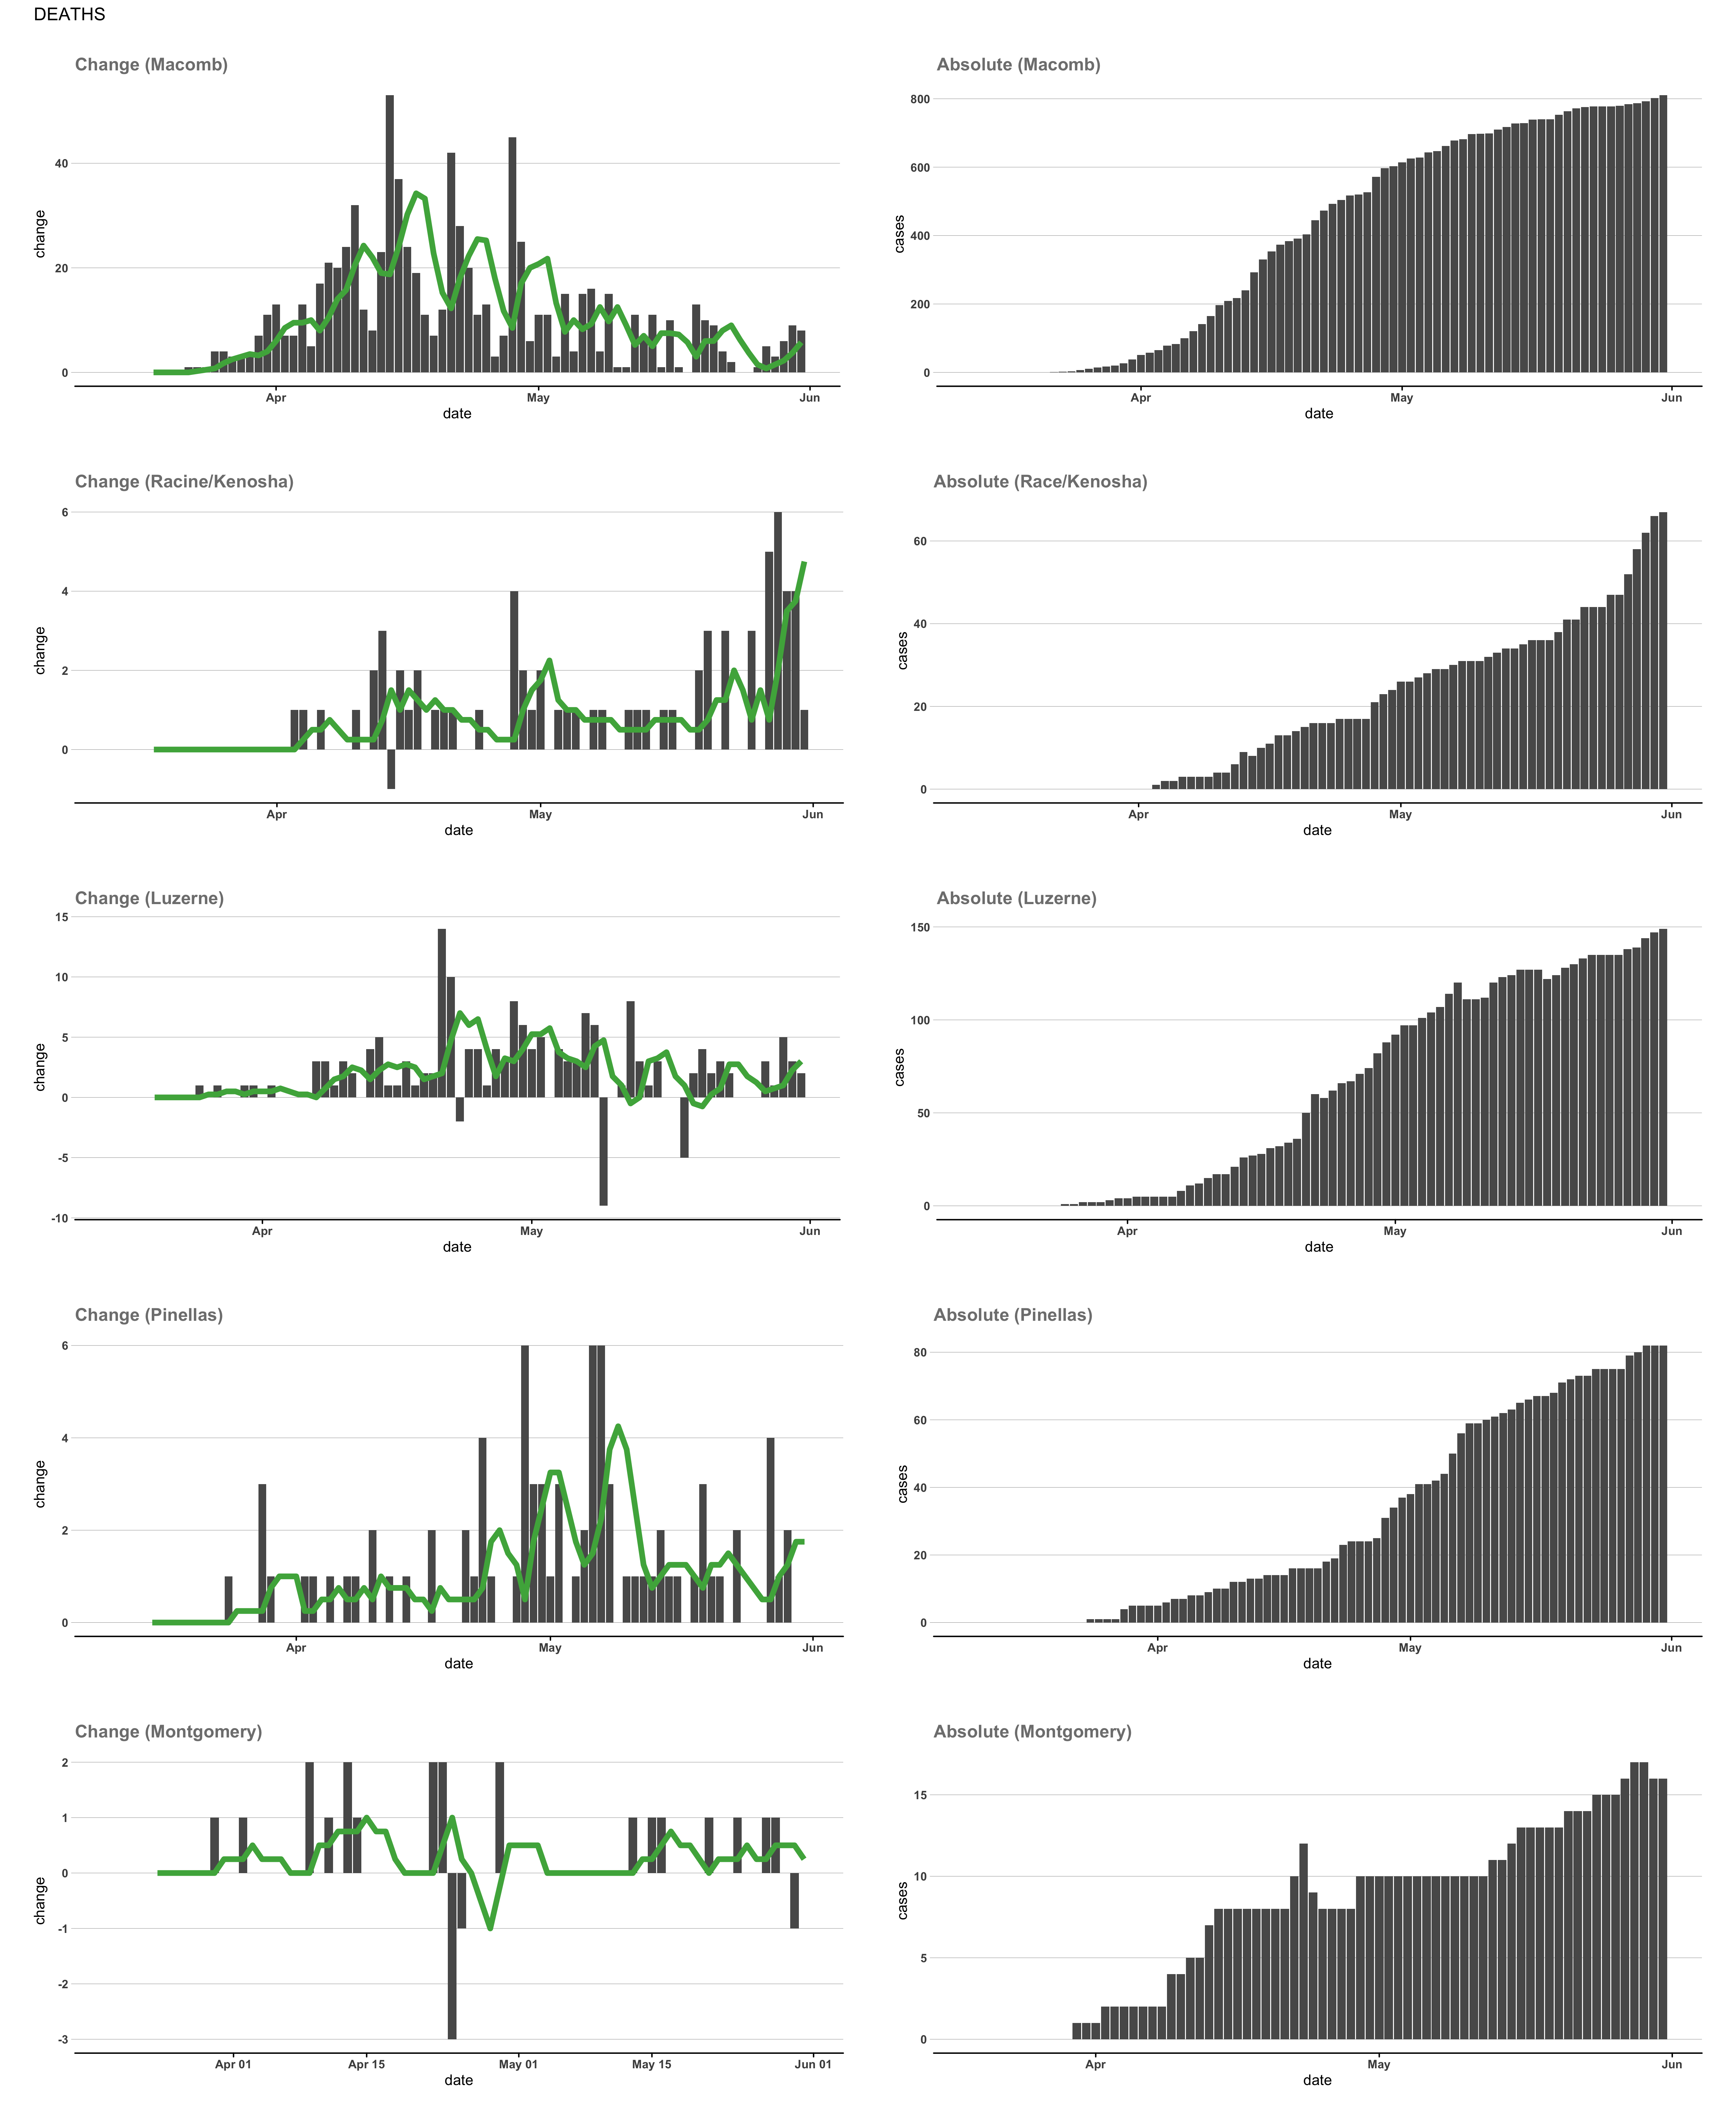 DEATHS
Change (Macomb)
40
20
0
change
Apr May Jun
date
Absolute (Macomb)
800
600
400
200
0
cases
Apr May Jun
date
Change (Racine/Kenosha)
6
4
2
0
change
Apr May Jun
date
Absolute (Race/Kenosha)
60
40
20
0
cases
Apr May Jun
date
Change (Luzerne)
15
10
5
0
-5
-10
change
Apr May Jun
date
Absolute (Luzerne)
150
100
50
0
cases
Apr May Jun
date
Change (Pinellas)
6
4
2
0
change
Apr May Jun
date
Absolute (Pinellas)
80
60
40
20
0
cases
Apr May Jun
date
Change (Montgomery)
2
1
0
-1
-2
-3
change
Apr 01 Apr 15 May 01 May 15 Jun 01
date
Absolute (Montgomery)
15
10
5
0
cases
Apr May Jun
date